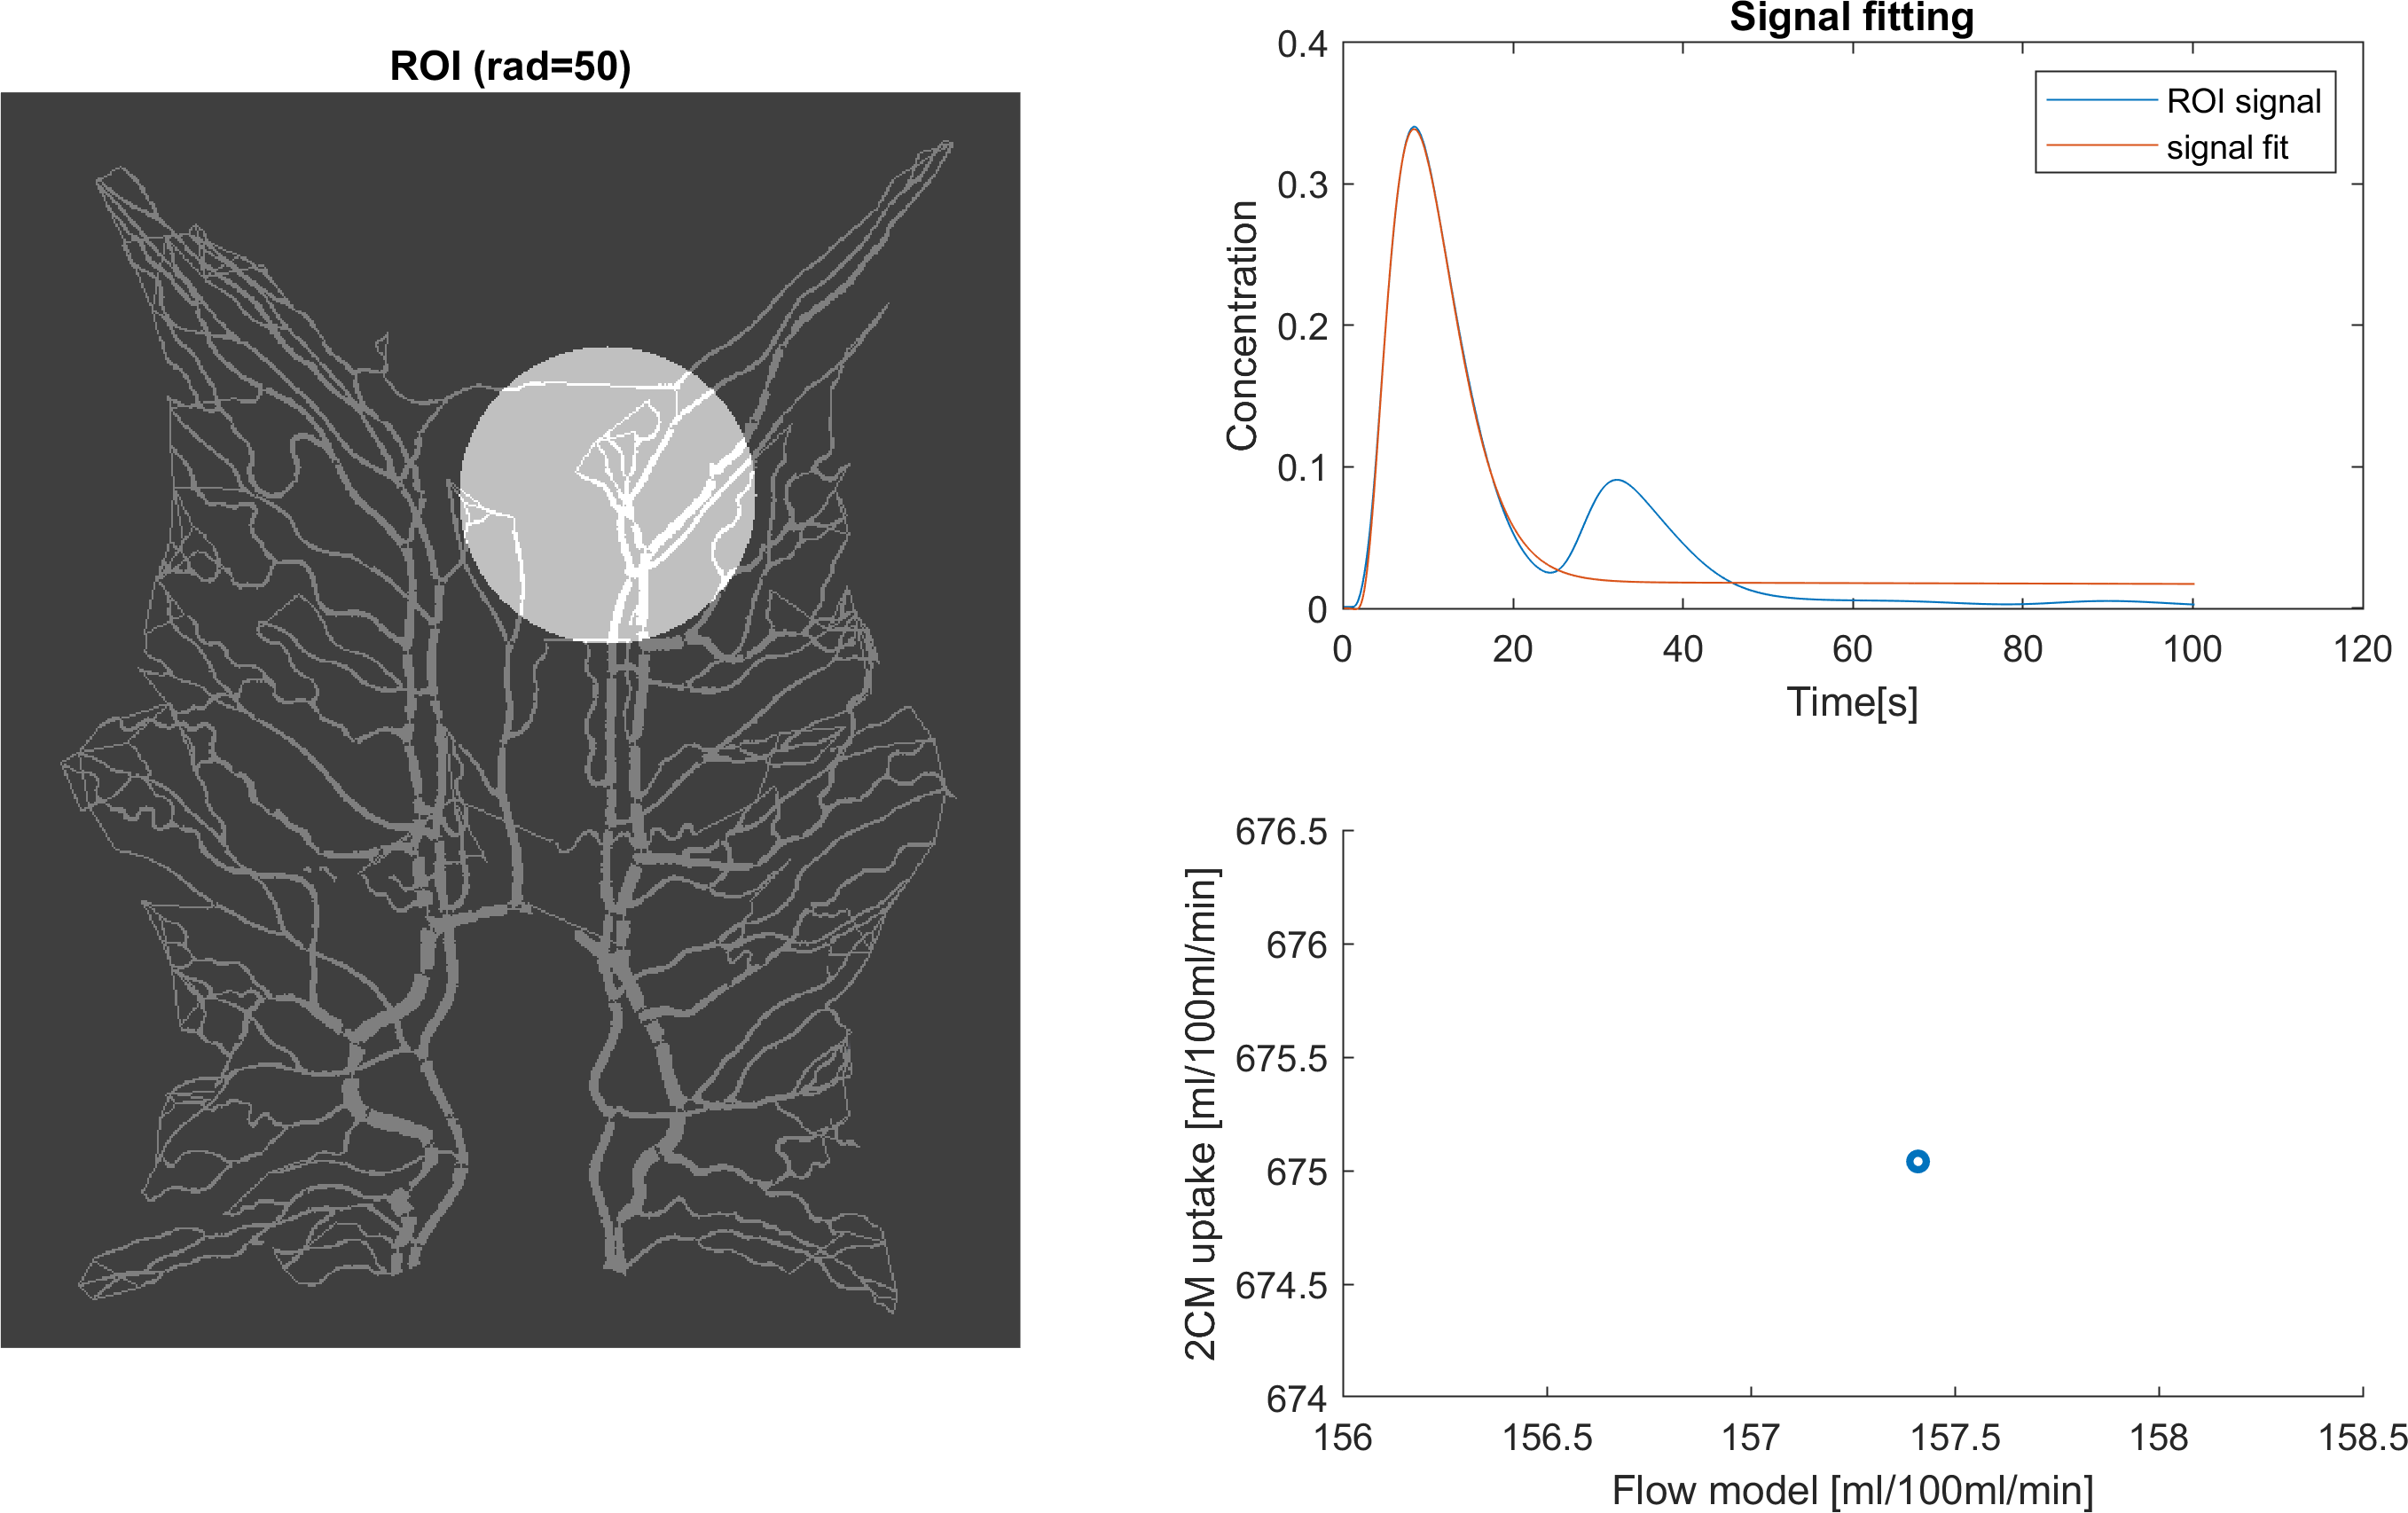 ROI (rad=50)
Signal fitting
0.4
0.3
0.2
0.1
0
Concentration
ROI signal
signal fit
0 20 40 60 80 100 120
Time[s]
676.5
676
675.5
675
674.5
674
2CM uptake [ml/100ml/min]
156 156.5 157 157.5 158 158.5
Flow model [ml/100ml/min]